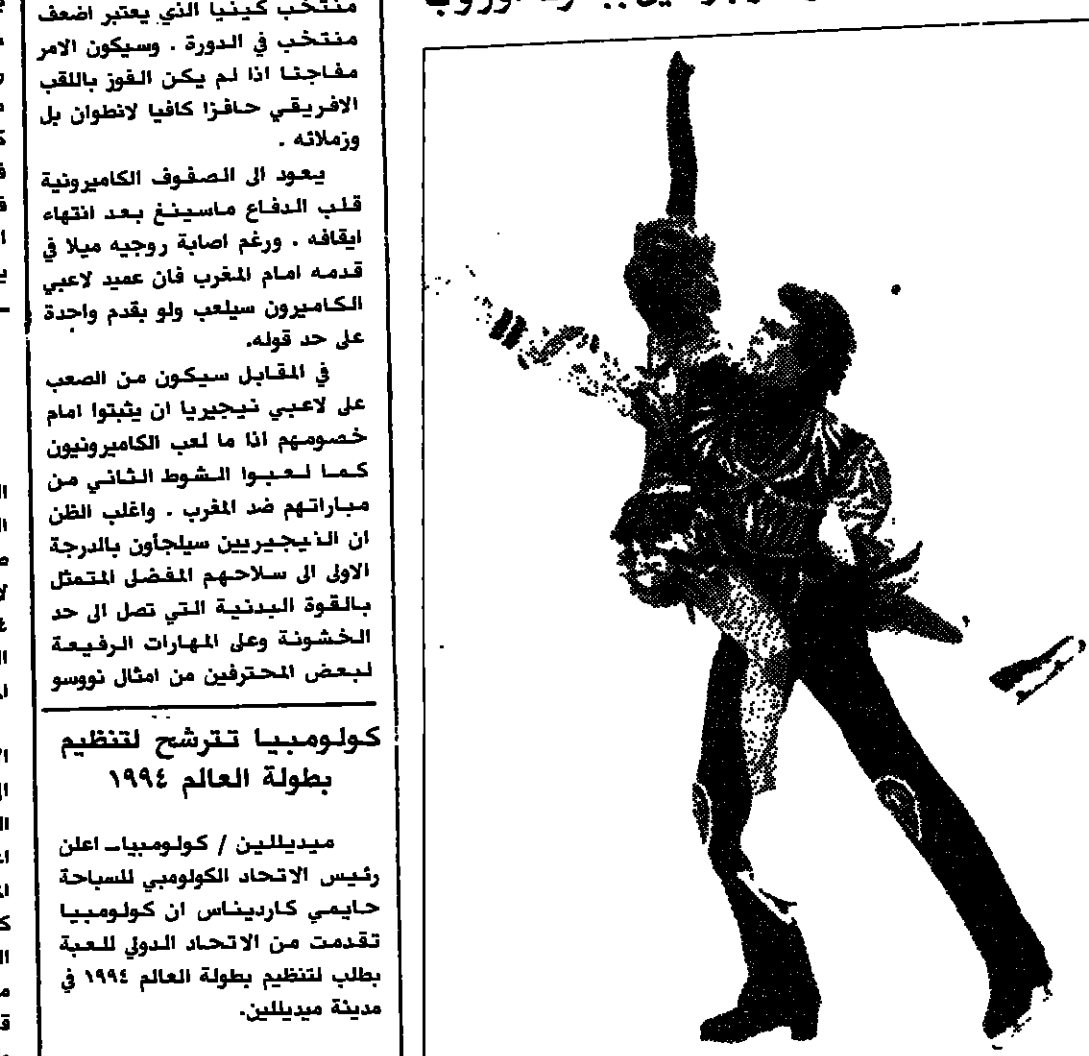 منتخب كينيا الذي يعتبر اضعف
منتخب في الدورة . وسيكون الامر
مفاجئا اذا لم يكن الفوز باللقب
الافريقي حافزا كافيا لانطوان بل
وزملائه .
يعود الى الصفوف الكاميرونية
قلب الدفاع ماسينغ بعد انتهاء
ايقافه . ورغم اصابة روجيه ميلا في
قدمه امام المغرب فان عميد لاعبي
الكاميرون سيلعب ولو بقدم واحدة
على حد قوله.
في المقابل سيكون من الصعب
على لاعبي نيجيريا ان يثبتوا امام
خصومهم اذا ما لعب الكاميرونيون
كما لعبوا الشوط الثاني من
مباراتهم ضد المغرب . واغلب الظن
ان النيجيريين سيلجأون بالدرجة
الاولى الى سلاحهم المفضل المتمثل
بالقوة البدنية التي تصل الى حد
الخشونة وعلى المهارات الرفيعة
لبعض المحترفين من امثال نووسو
كولومبيا تترشح لتنظيم
بطولة العالم ١٩٩٤
ميديللين / كولومبيا ـ اعلن
رئيس الاتحاد الكولومبي للسباحة
حايمي كارديناس ان كولومبيا
تقدمت من الاتحاد الدولي للعبة
بطلب لتنظيم بطولة العالم ١٩٩٤ في
مدينة ميديللين.